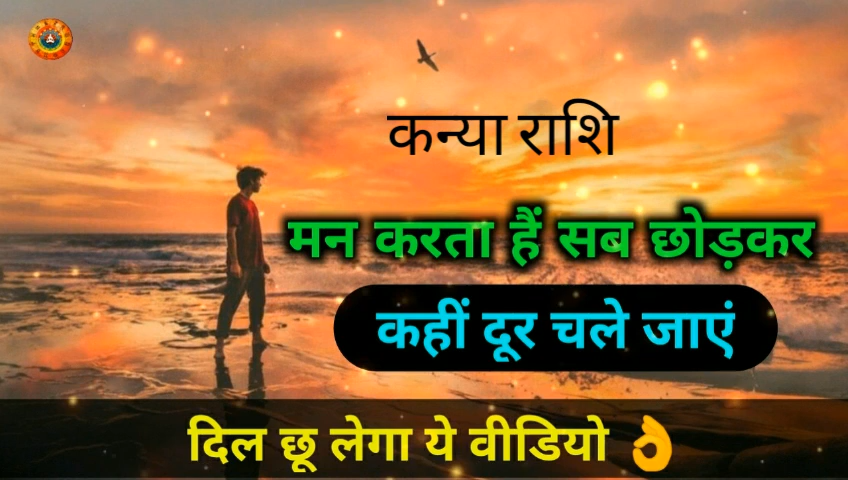 कन्या राशि
मन करता हैं सब छोड़कर
कहीं दूर चले जाएं
दिल छू लेगा ये वीडियो 👌